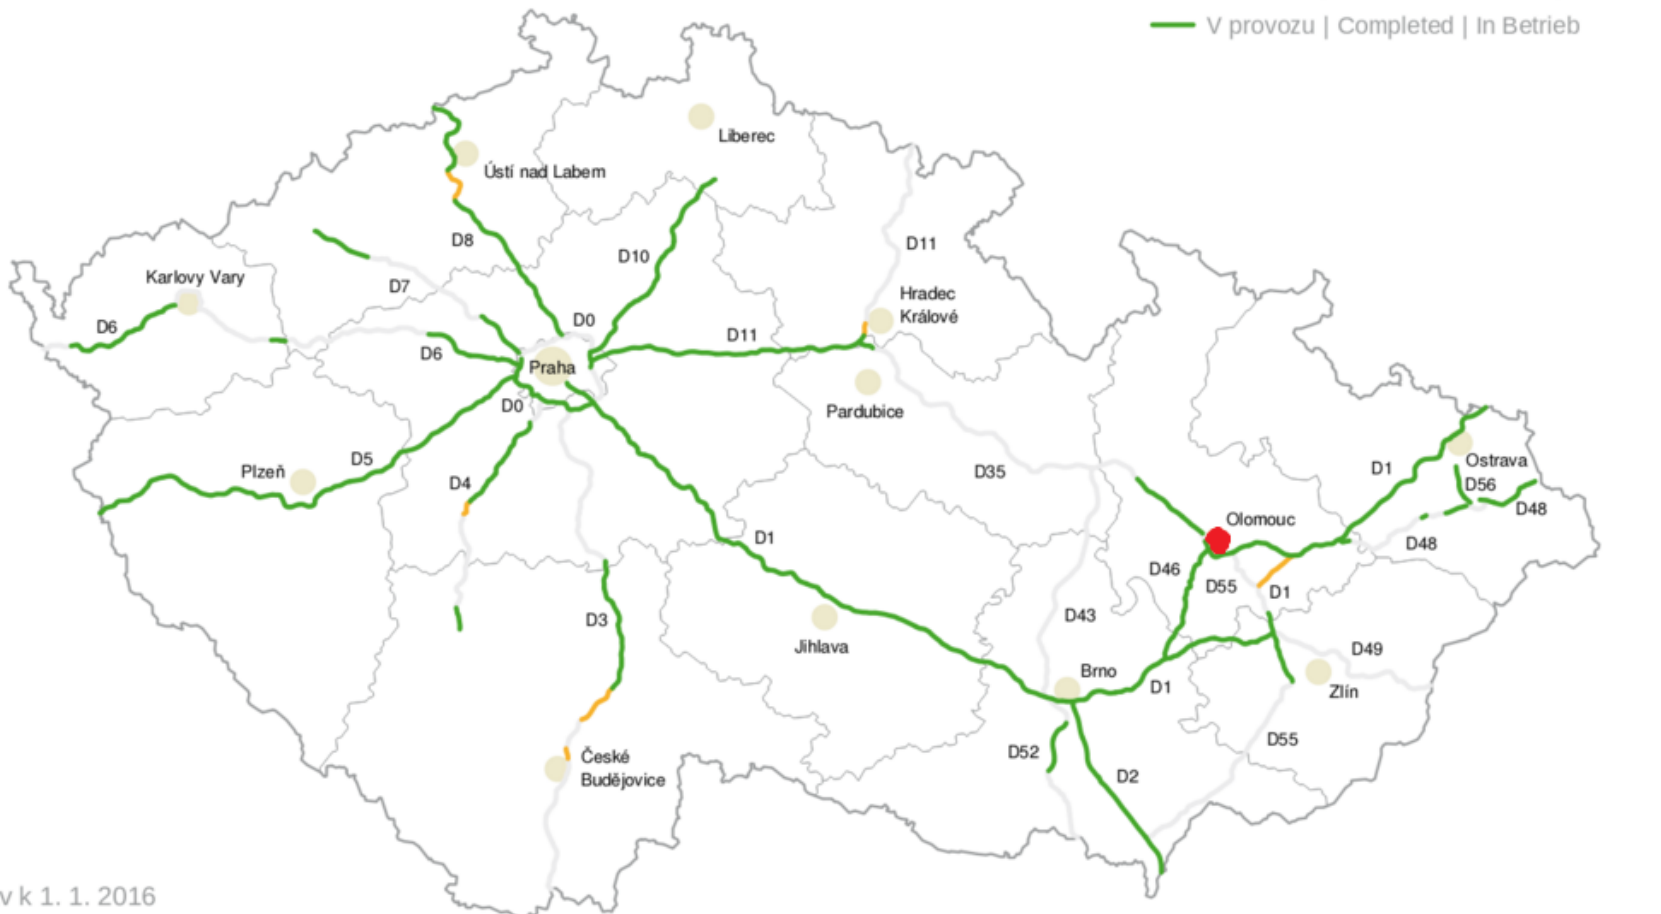 V provozu | Completed | In Betrieb
Liberec
Ústí nad Labem
D8
D10
D11
Karlovy Vary
D7
Hradec
Králové
D6
D0
D11
D6
Praha
D0
Pardubice
D5
Plzeň
D4
D35
D1
Ostrava
D56
D48
D48
Olomouc
D1
D46
D55
D1
D3
D43
Jihlava
D49
Brno
D1
Zlín
D52
D55
České
Budějovice
D2
v k 1. 1. 2016